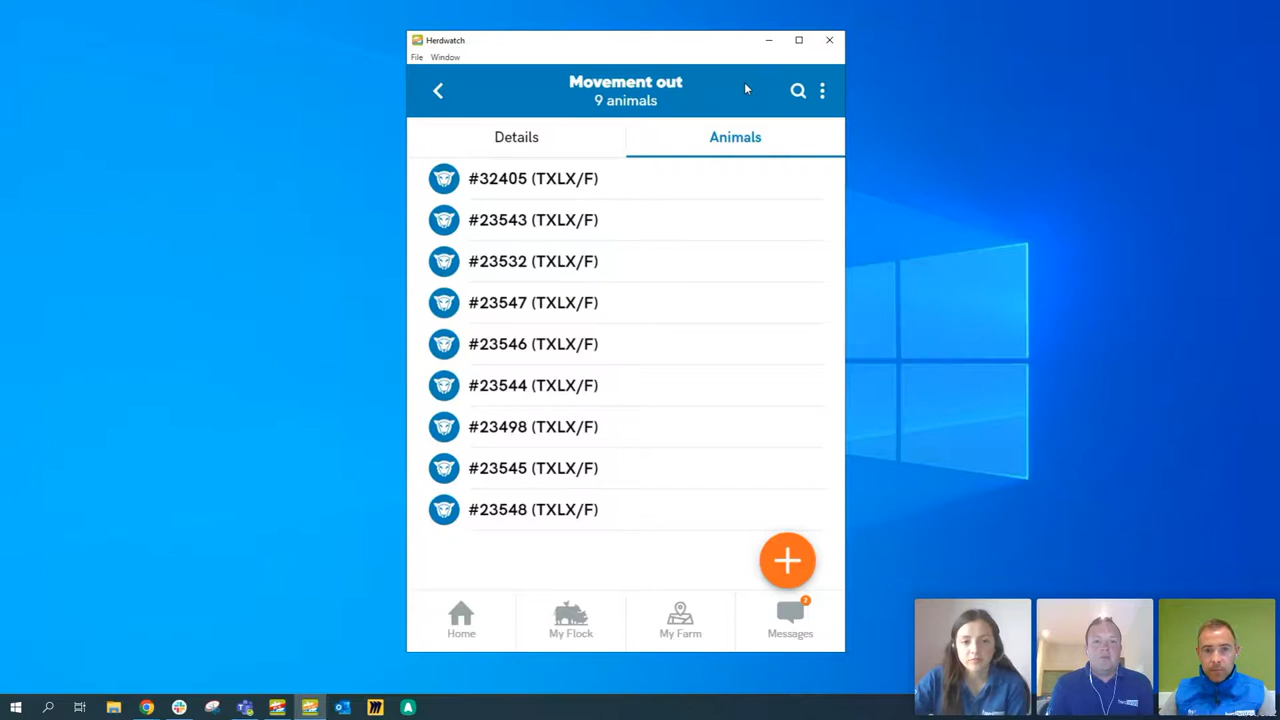 Herdwatch
File Window
Movement out
9 animals
Details Animals
#32405 (TXLX/F)
#23543 (TXLX/F)
#23532 (TXLX/F)
#23547 (TXLX/F)
#23546 (TXLX/F)
#23544 (TXLX/F)
#23498 (TXLX/F)
#23545 (TXLX/F)
#23548 (TXLX/F)
2
Home My Flock My Farm Messages